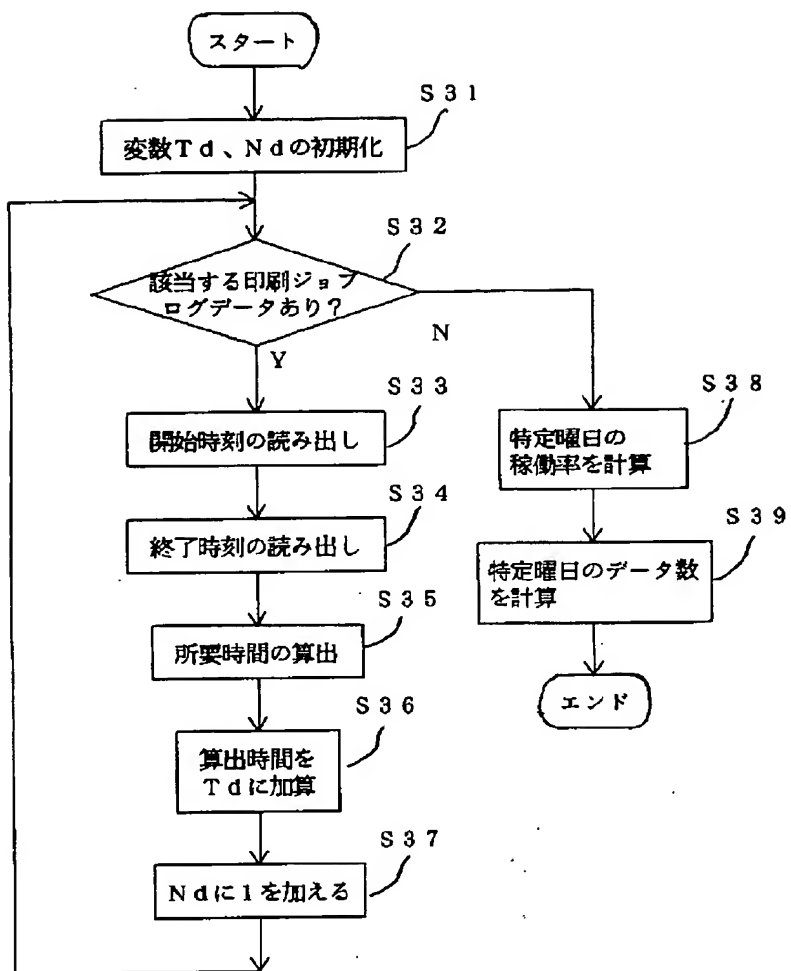 スタート
S31
変数Td、Ndの初期化
S32
該当する印刷ジョブ
ログデータあり?
N
Y
S33
開始時刻の読み出し
S34
終了時刻の読み出し
S35
所要時間の算出
S36
算出時間を
Tdに加算
S37
Ndに1を加える
S38
特定曜日の
稼働率を計算
S39
特定曜日のデータ数
を計算
エンド